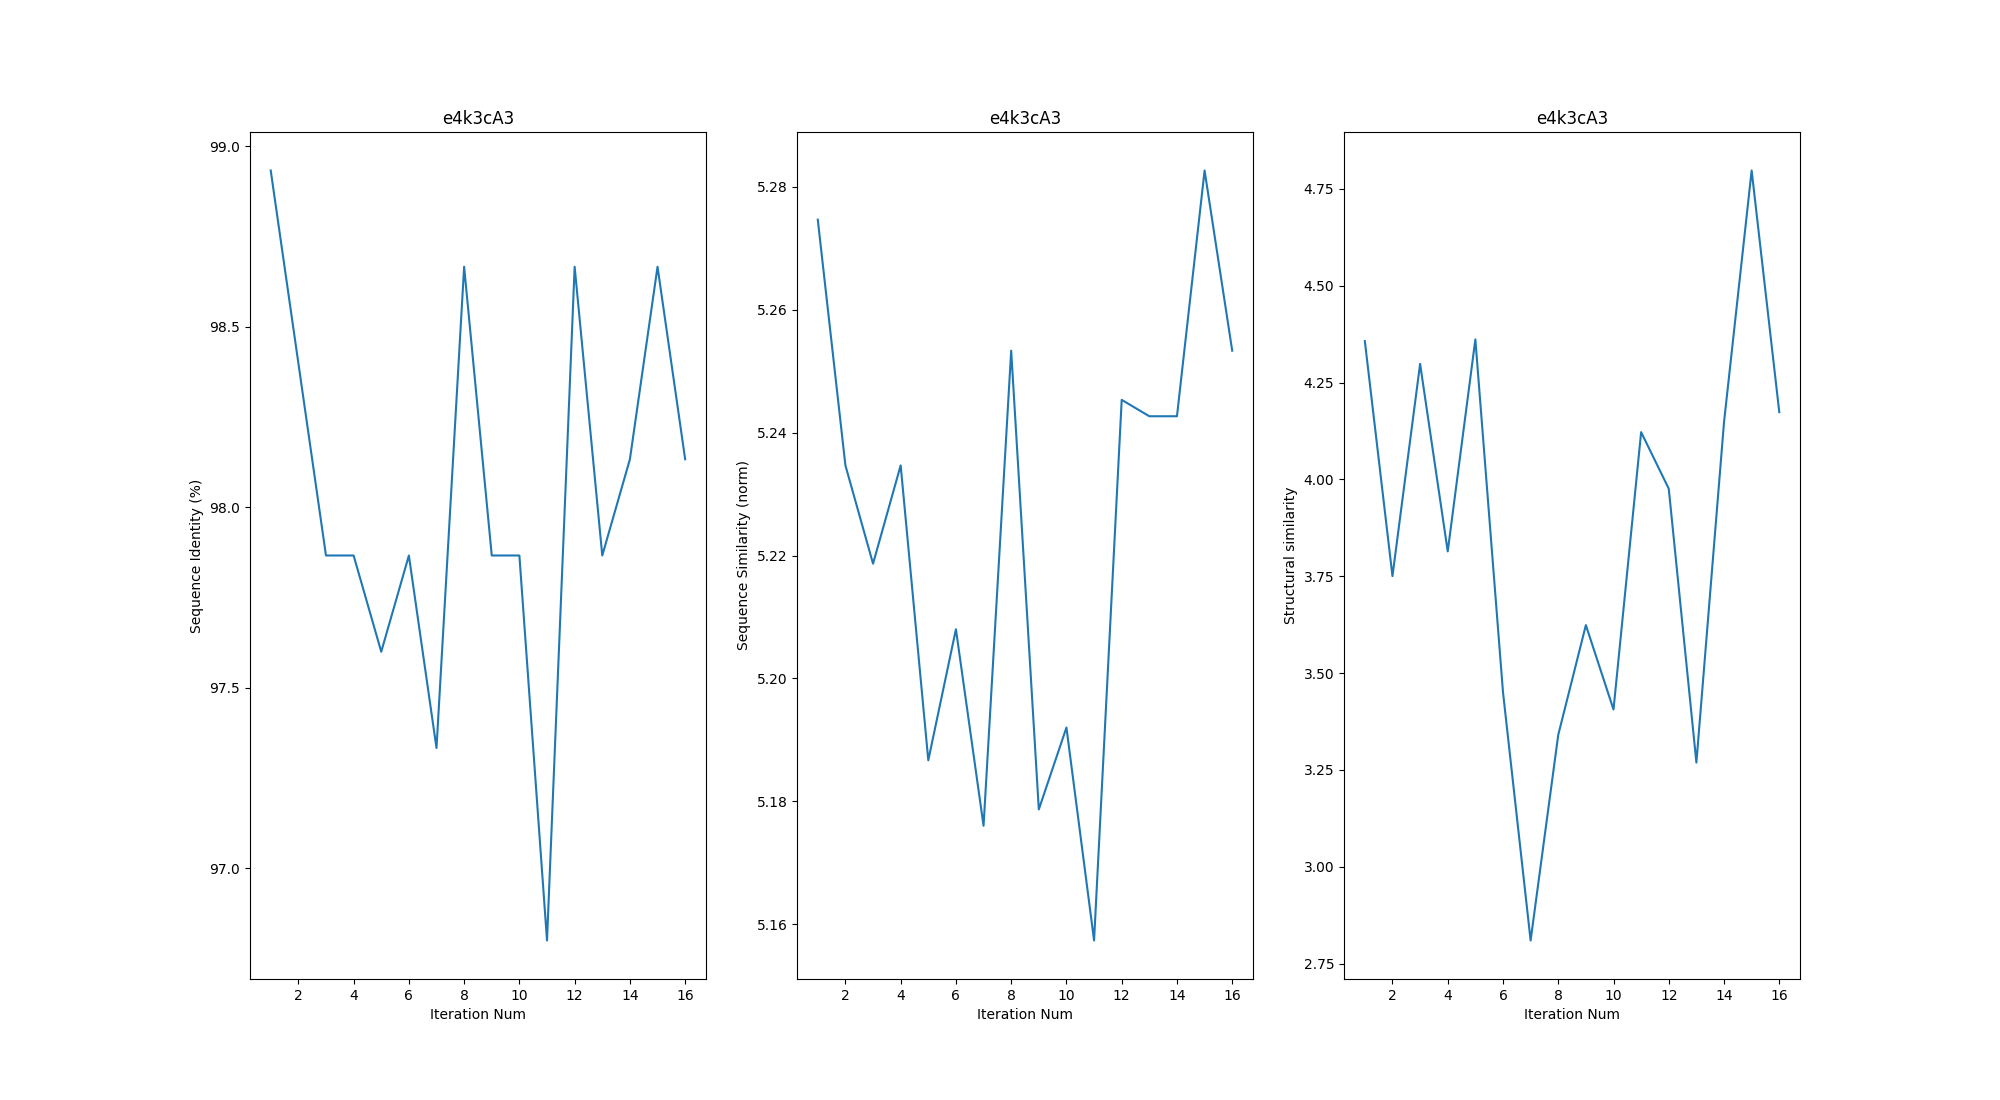 e4k3cA3
99.0
98.5
98.0
97.5
97.0
Sequence Identity (%)
2 4 6 8 10 12 14 16
Iteration Num
e4k3cA3
5.28
5.26
5.24
5.22
5.20
5.18
5.16
Sequence Similarity (norm)
2 4 6 8 10 12 14 16
Iteration Num
e4k3cA3
4.75
4.50
4.25
4.00
3.75
3.50
3.25
3.00
2.75
Structural similarity
2 4 6 8 10 12 14 16
Iteration Num